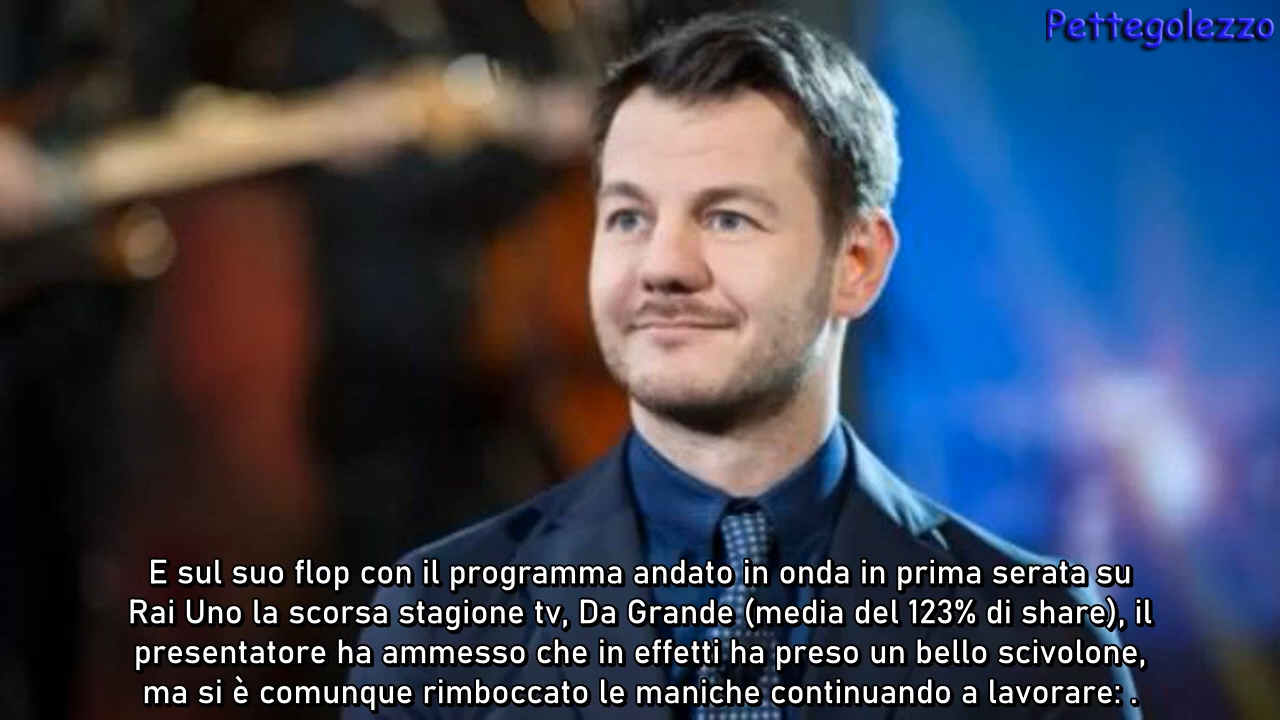 Pettegolezzo
E sul suo flop con il programma andato in onda in prima serata su
Rai Uno la scorsa stagione tv, Da Grande (media del 123% di share), il
presentatore ha ammesso che in effetti ha preso un bello scivolone,
ma si è comunque rimboccato le maniche continuando a lavorare: .